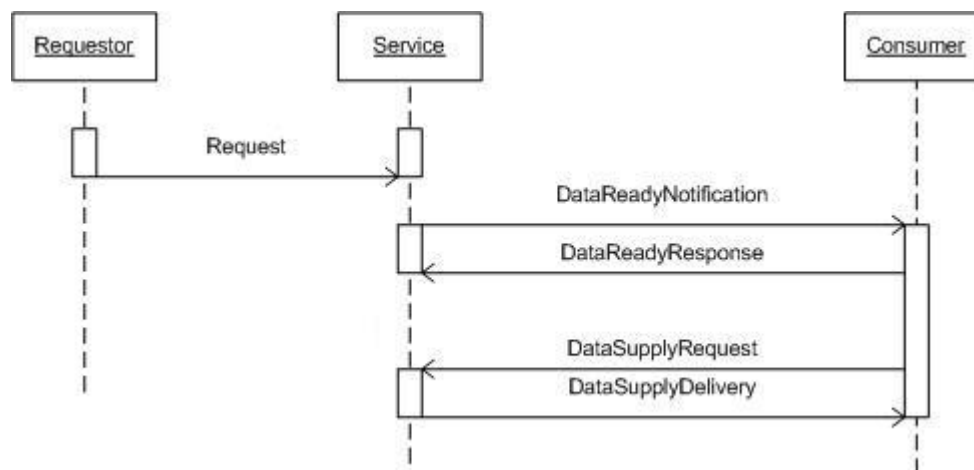 Requestor
Service
Consumer
Request
DataReadyNotification
DataReadyResponse
DataSupplyRequest
DataSupplyDelivery